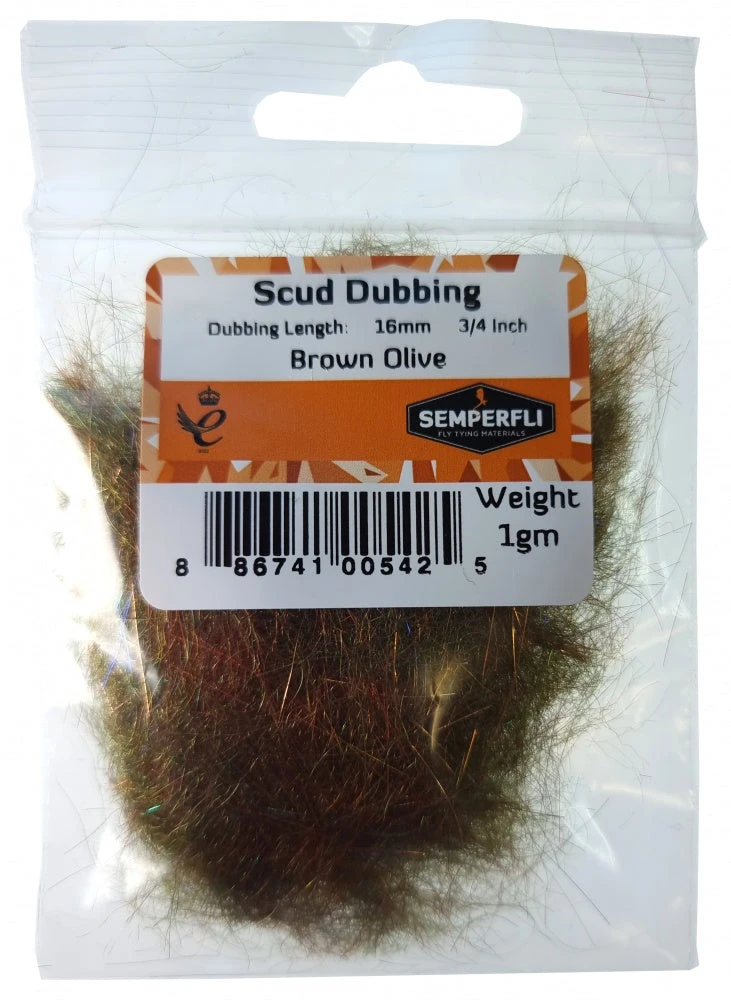 Scud Dubbing
Dubbing Length: 16mm 3/4 Inch
Brown Olive
SEMPERFLI
FLY TYING MATERIALS
Weight
1gm
8 86741 00542 5